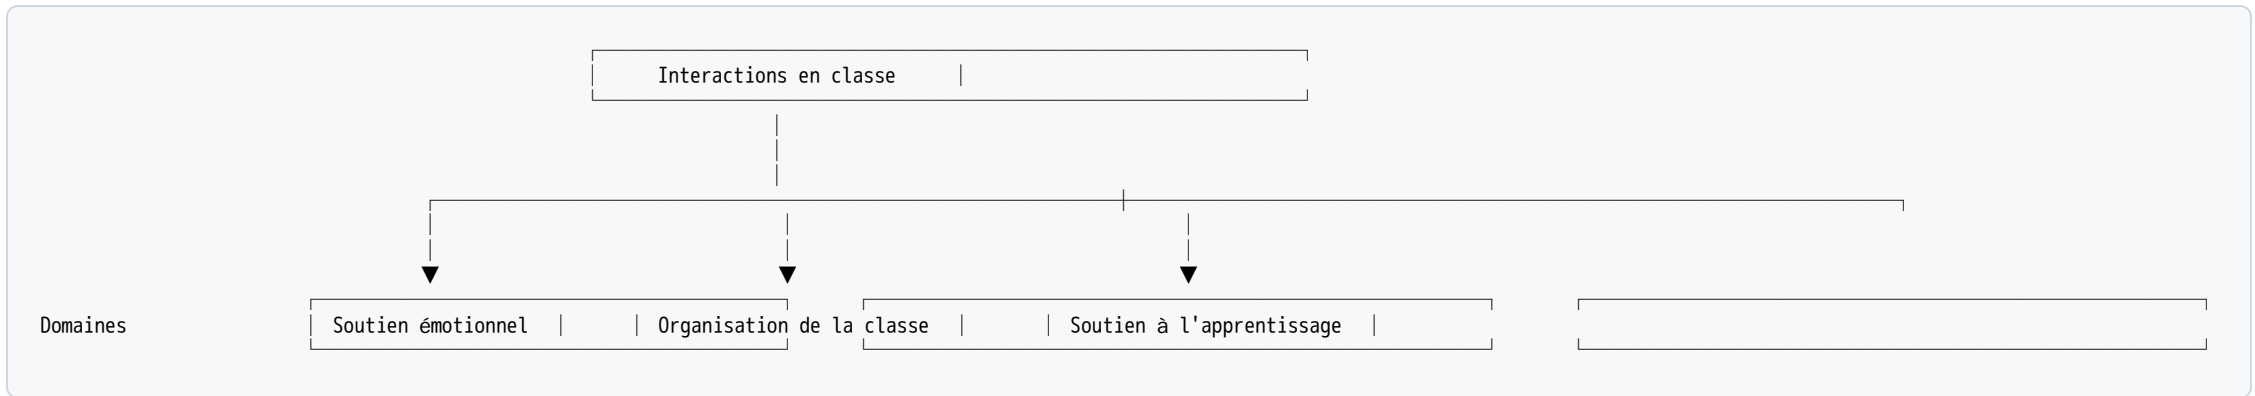 Interactions en classe
Domaines Soutien émotionnel Organisation de la classe Soutien à l'apprentissage